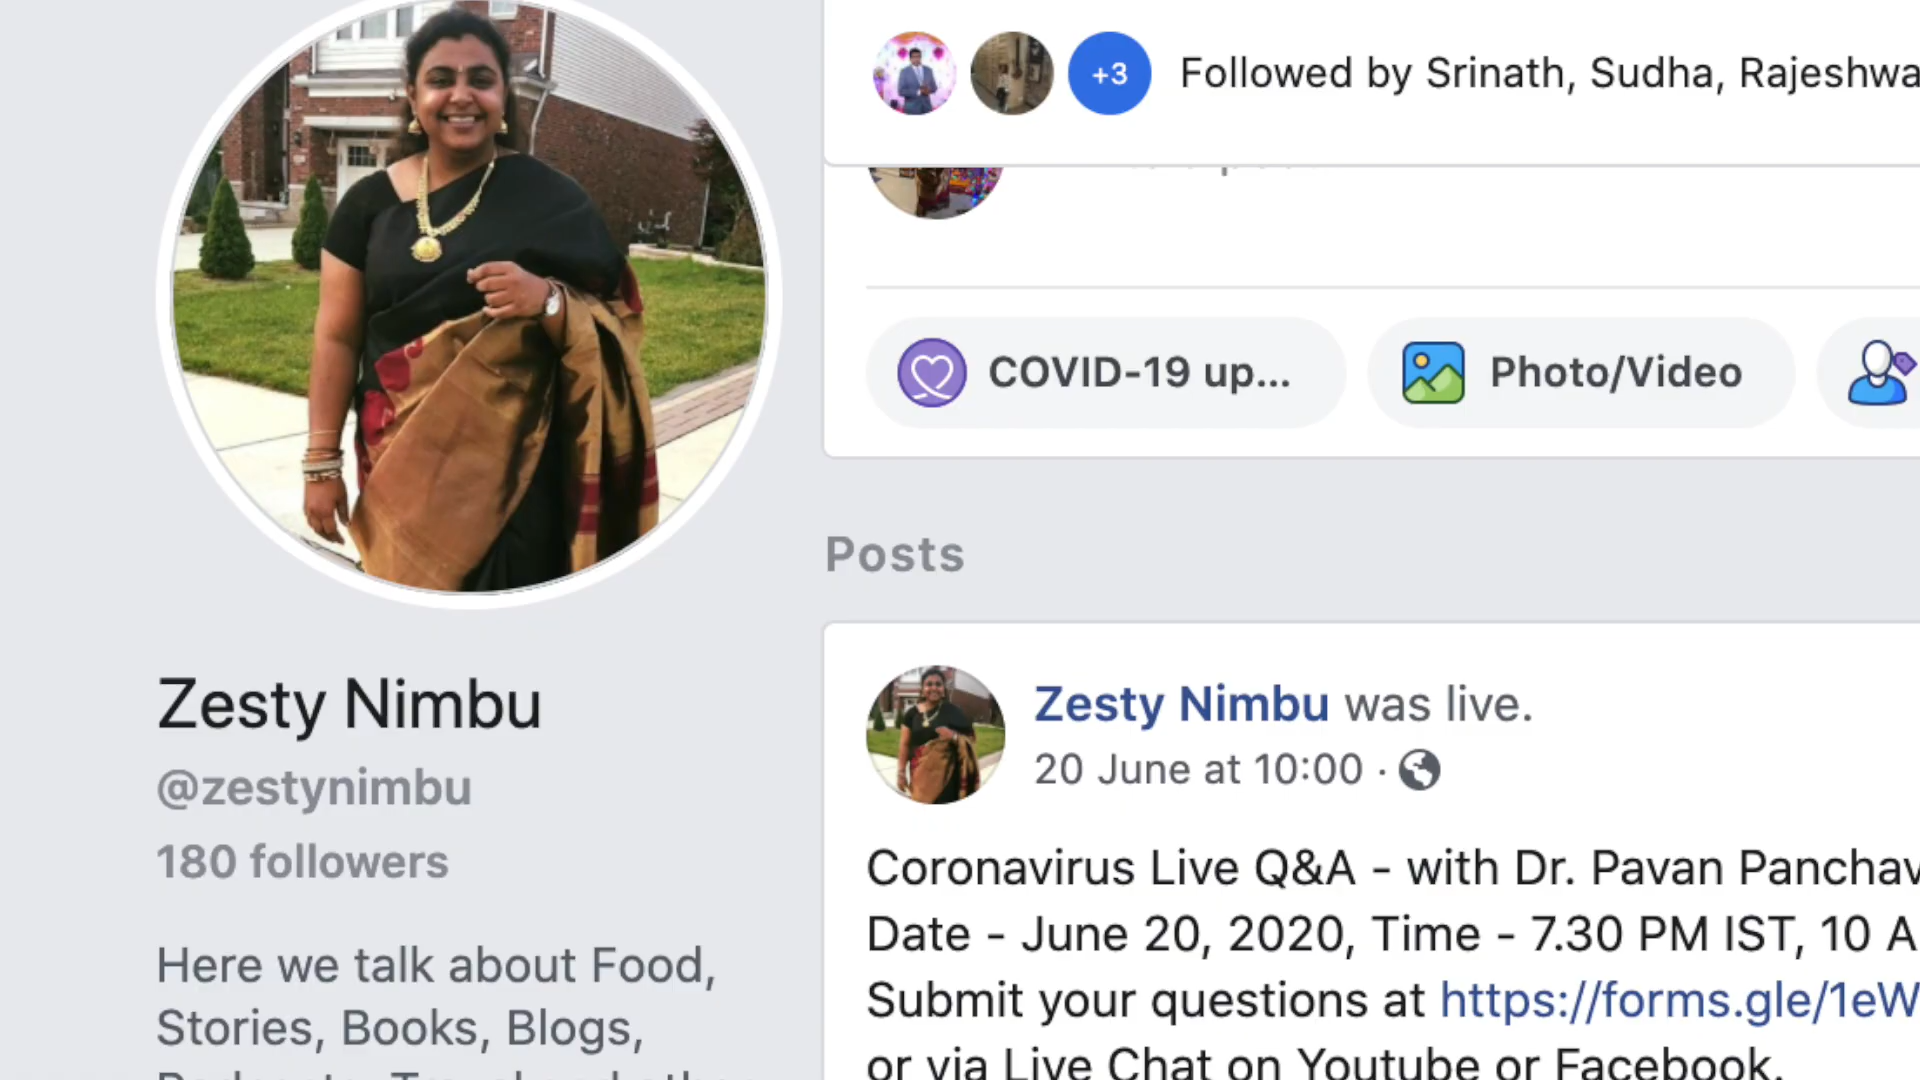 +3 Followed by Srinath, Sudha,
COVID-19 up...
Photo/Video
Posts
Zesty Nimbu
@zestynimbu
180 followers
Here we talk about Food,
Stories, Books, Blogs,
Zesty Nimbu was live.
20 June at 10:00 ·
Coronavirus Live Q&A - with Dr. Pavan
Date - June 20, 2020, Time - 7.30 PM IST, 10 A
Submit your questions at https://forms.gle/1eW
or via Live Chat on Youtube or Facebook.